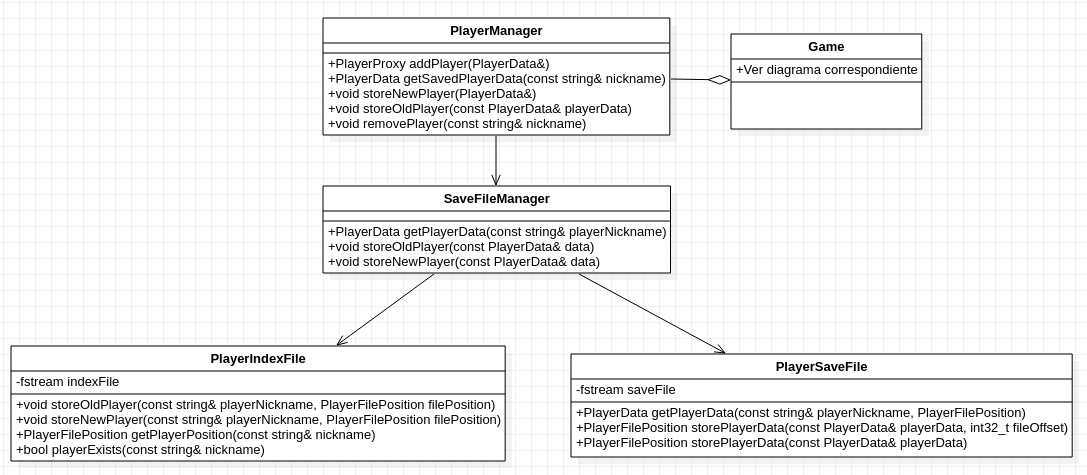 PlayerManager
+PlayerProxy addPlayer(PlayerData&)
+PlayerData getSavedPlayerData(const string& nickname)
+void storeNewPlayer(PlayerData&)
+void storeOldPlayer(const PlayerData& playerData)
+void removePlayer(const string& nickname)
Game
+Ver diagrama correspondiente
SaveFileManager
+PlayerData getPlayerData(const string& playerNickname)
+void storeOldPlayer(const PlayerData& data)
+void storeNewPlayer(const PlayerData& data)
PlayerIndexFile
-fstream indexFile
+void storeOldPlayer(const string& playerNickname, PlayerFilePosition filePosition)
+void storeNewPlayer(const string& playerNickname, PlayerFilePosition filePosition)
+PlayerFilePosition getPlayerPosition(const string& nickname)
+bool playerExists(const string& nickname)
PlayerSaveFile
-fstream saveFile
+PlayerData getPlayerData(const string& playerNickname, PlayerFilePosition)
+PlayerFilePosition storePlayerData(const PlayerData& playerData, int32_t fileOffset)
+PlayerFilePosition storePlayerData(const PlayerData& playerData)